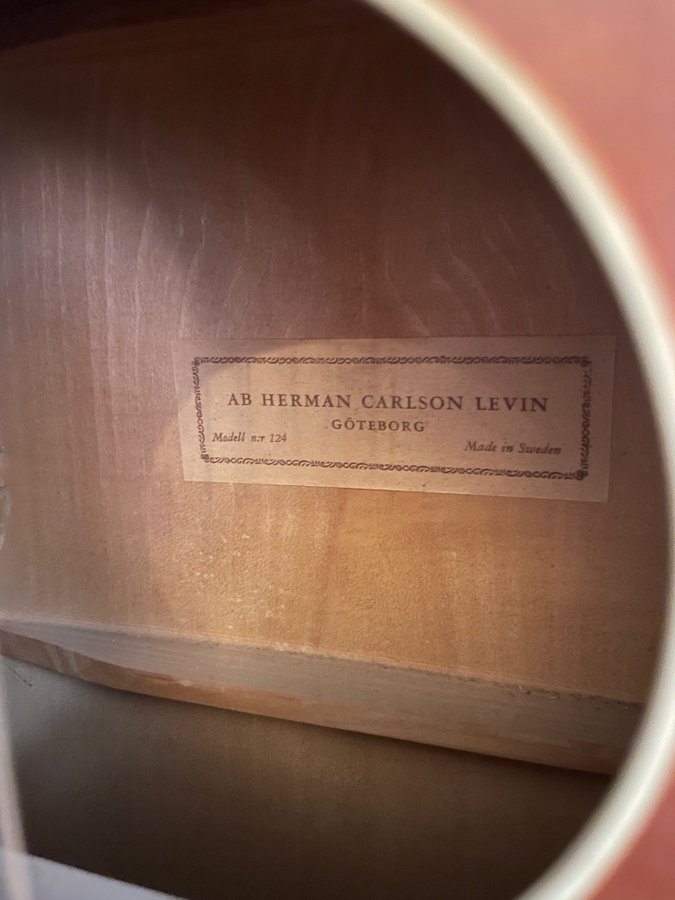 AB HERMAN CARLSON LEVIN
GÖTEBORG
Modell n:r 124
Made in Sweden